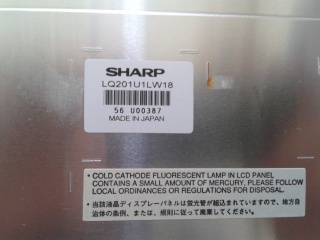 SHARP
LQ201U1LW18
56 U00387
MADE IN JAPAN
• COLD CATHODE FLUORESCENT LAMP IN LCD PANEL
CONTAINS A SMALL AMOUNT OF MERCURY, PLEASE FOLLOW
LOCAL ORDINANCES OR REGULATIONS FOR DISPOSAL.
• 当該液晶ディスプレーパネルは蛍光管が組込まれていますので、地方自
治体の条例、または、規則に従って廃棄してください。